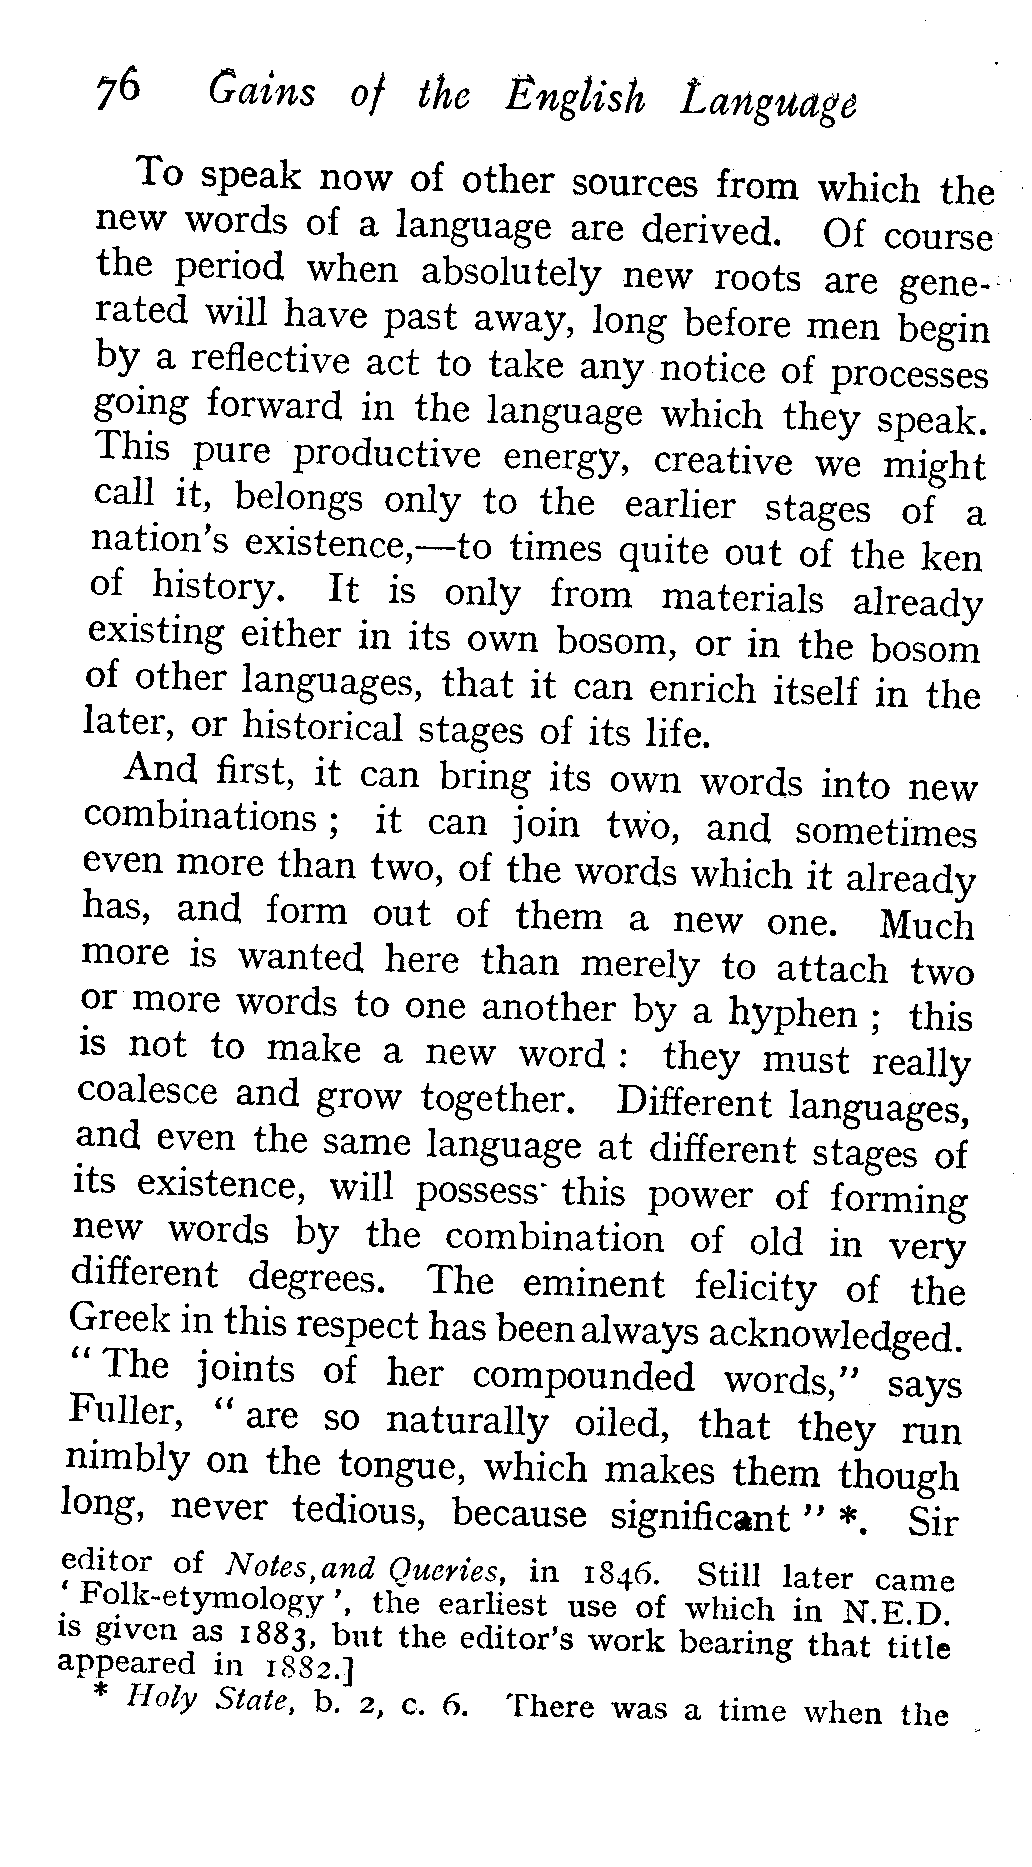 76 Gains of the English Language
To speak now of other sources from which the
new words of a language are derived. Of course
the period when absolutely new roots are gene-
rated will have past away, long before men begin
by a reflective act to take any notice of processes
going forward in the language which they speak.
This pure productive energy, creative we might
call it, belongs only to the earlier stages of a
nation's existence,—to times quite out of the ken
of history. It is only from materials already
existing either in its own bosom, or in the bosom
of other languages, that it can enrich itself in the
later, or historical stages of its life.
And first, it can bring its own words into new
combinations ; it can join two, and sometimes
even more than two, of the words which it already
has, and form out of them a new one. Much
more is wanted here than merely to attach two
or more words to one another by a hyphen ; this
is not to make a new word : they must really
coalesce and grow together. Different languages,
and even the same language at different stages of
its existence, will possess this power of forming
new words by the combination of old in very
different degrees. The eminent felicity of the
Greek in this respect has been always acknowledged.
“ The joints of her compounded words,” says
Fuller, “ are so naturally oiled, that they run
nimbly on the tongue, which makes them though
long, never tedious, because significant ” *. Sir
editor of Notes, and Queries, in 1846. Still later came
‘ Folk-etymology ’, the earliest use of which in N.E.D.
is given as 1883, but the editor's work bearing that title
appeared in 1882.]
* Holy State, b. 2, c. 6. There was a time when the